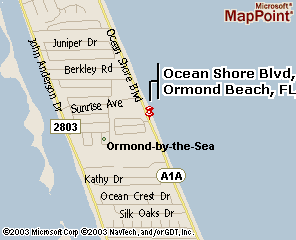 Microsoft®
MapPoint®
Juniper Dr
Ocean Shore Blvd
Berkley Rd
Ocean Shore Blvd,
Ormond Beach, FL
John Anderson Dr
Sunrise Ave
2803
Ormond-by-the-Sea
Kathy Dr
A1A
Ocean Crest Dr
Silk Oaks Dr
©2003 Microsoft Corp ©2003 NavTech, and/or GDT, Inc.